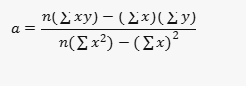 a = n(∑xy) − (∑x)(∑y) / n(∑x²) − (∑x)²